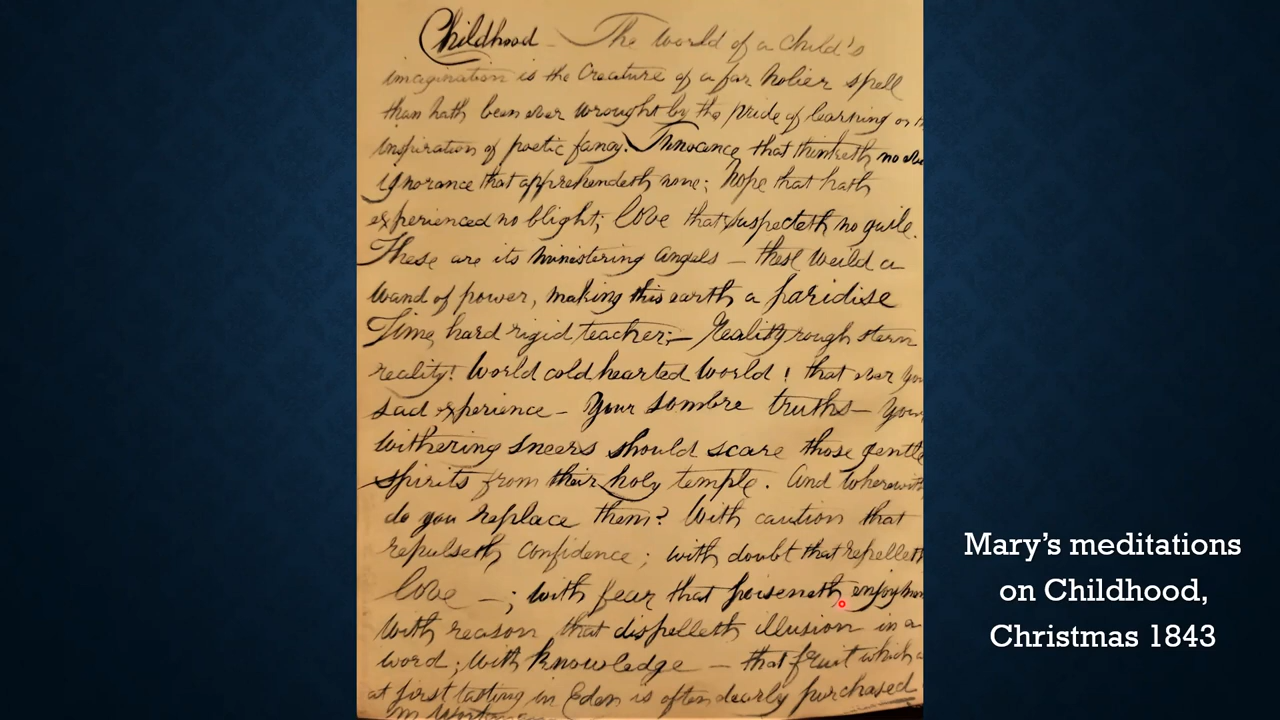 Childhood — The world of a child's
imagination is the Creature of a far holier spell
than hath been ever wrought by the pride of learning or th
inspiration of poetic fancy. Innocence, that thinketh no
ignorance that apprehendeth none; hope that hath
experienced no blight; love that suspecteth no guile.
These are its ministering angels — these weild a
wand of power, making this earth a paridise
Time, hard rigid teacher; — reality rough stern
reality! World cold hearted world! that ever you
sad experience — Your sombre truths — Your
withering sneers should scare those gentle
spirits from their holy temple. And wherewith
do you replace them? With caution that
repulseth confidence; with doubt that repelleth
love —; with fear that poiseneth
With reason that dispelleth illusion in a
word; With knowledge — that fruit which
at first tasting in Eden is often dearly purchased
Mary's meditations
on Childhood,
Christmas 1843